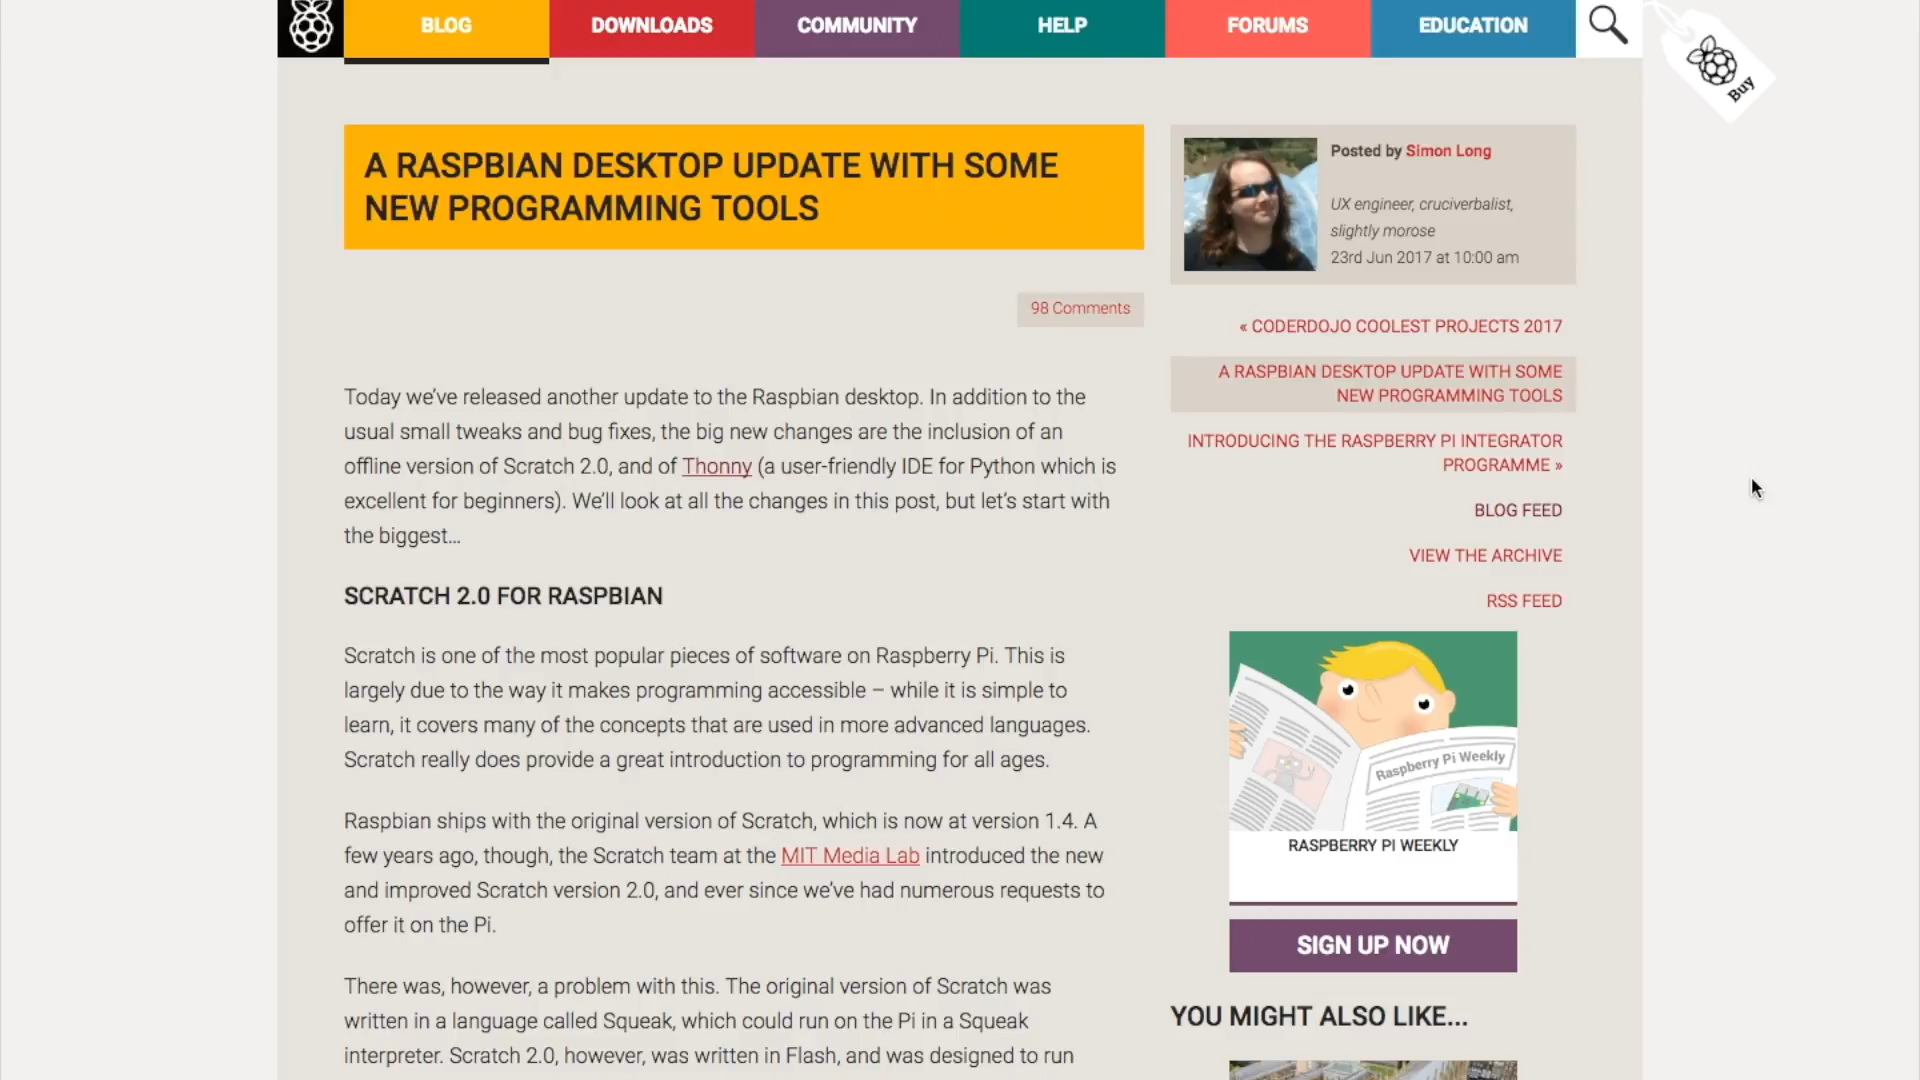 BLOG
DOWNLOADS
COMMUNITY
HELP
FORUMS
EDUCATION
Buy
A RASPBIAN DESKTOP UPDATE WITH SOME
NEW PROGRAMMING TOOLS
98 Comments
Today we’ve released another update to the Raspbian desktop. In addition to the
usual small tweaks and bug fixes, the big new changes are the inclusion of an
offline version of Scratch 2.0, and of Thonny (a user-friendly IDE for Python which is
excellent for beginners). We’ll look at all the changes in this post, but let’s start with
the biggest…
SCRATCH 2.0 FOR RASPBIAN
Scratch is one of the most popular pieces of software on Raspberry Pi. This is
largely due to the way it makes programming accessible – while it is simple to
learn, it covers many of the concepts that are used in more advanced languages.
Scratch really does provide a great introduction to programming for all ages.
Raspbian ships with the original version of Scratch, which is now at version 1.4. A
few years ago, though, the Scratch team at the MIT Media Lab introduced the new
and improved Scratch version 2.0, and ever since we’ve had numerous requests to
offer it on the Pi.
There was, however, a problem with this. The original version of Scratch was
written in a language called Squeak, which could run on the Pi in a Squeak
interpreter. Scratch 2.0, however, was written in Flash, and was designed to run
Posted by Simon Long
UX engineer, cruciverbalist,
slightly morose
23rd Jun 2017 at 10:00 am
« CODERDOJO COOLEST PROJECTS 2017
A RASPBIAN DESKTOP UPDATE WITH SOME
NEW PROGRAMMING TOOLS
INTRODUCING THE RASPBERRY PI INTEGRATOR
PROGRAMME »
BLOG FEED
VIEW THE ARCHIVE
RSS FEED
Raspberry Pi Weekly
RASPBERRY PI WEEKLY
SIGN UP NOW
YOU MIGHT ALSO LIKE...